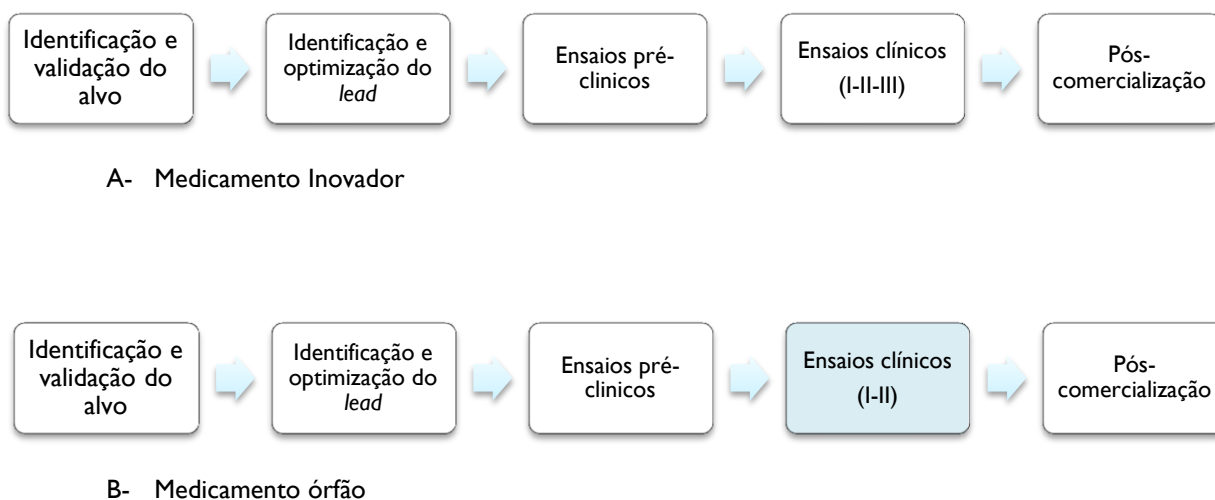 Identificação e
validação do
alvo
Identificação e
optimização do
lead
Ensaios pré-
clinicos
Ensaios clínicos
(I-II-III)
Pós-
comercialização
A- Medicamento Inovador
Identificação e
validação do
alvo
Identificação e
optimização do
lead
Ensaios pré-
clinicos
Ensaios clínicos
(I-II)
Pós-
comercialização
B- Medicamento órfão